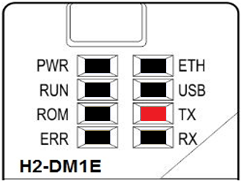 PWR ETH
RUN USB
ROM TX
ERR RX
H2-DM1E